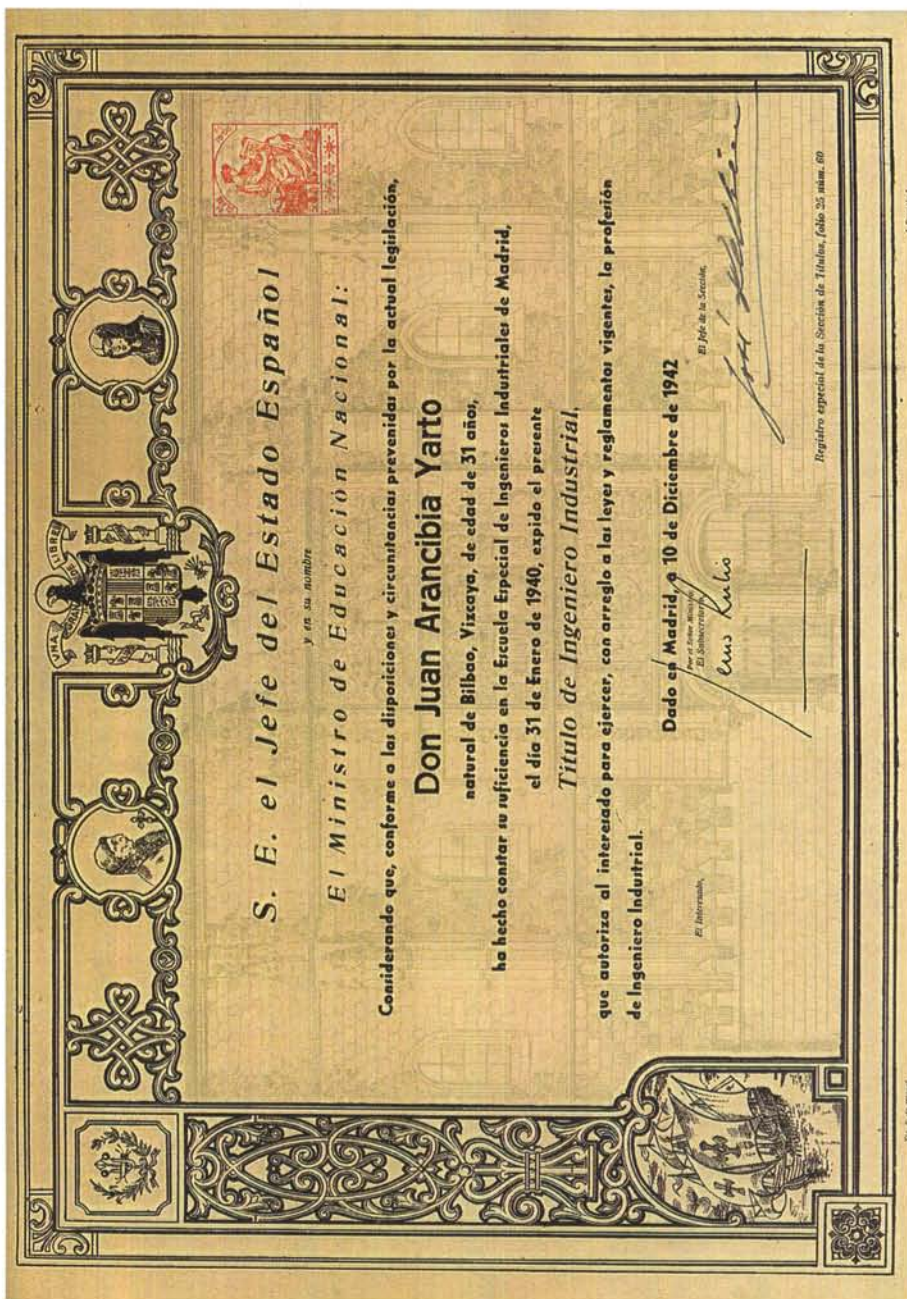 VNA GRANDE LIBRE
S. E. el Jefe del Estado Español
y en su nombre
El Ministro de Educación Nacional:
Considerando que, conforme a las disposiciones y circunstancias prevenidas por la actual legislación,
Don Juan Arancibia Yarto
natural de Bilbao, Vizcaya, de edad de 31 años,
ha hecho constar su suficiencia en la Escuela Especial de Ingenieros Industriales de Madrid,
el día 31 de Enero de 1940, expido el presente
Título de Ingeniero Industrial,
que autoriza al interesado para ejercer, con arreglo a las leyes y reglamentos vigentes, la profesión
de Ingeniero Industrial.
Dado en Madrid, a 10 de Diciembre de 1942
El Interesado,
Por el Señor Ministro
El Subsecretario,
El Jefe de la Sección,
Registro especial de la Sección de Títulos, folio 25 núm. 60